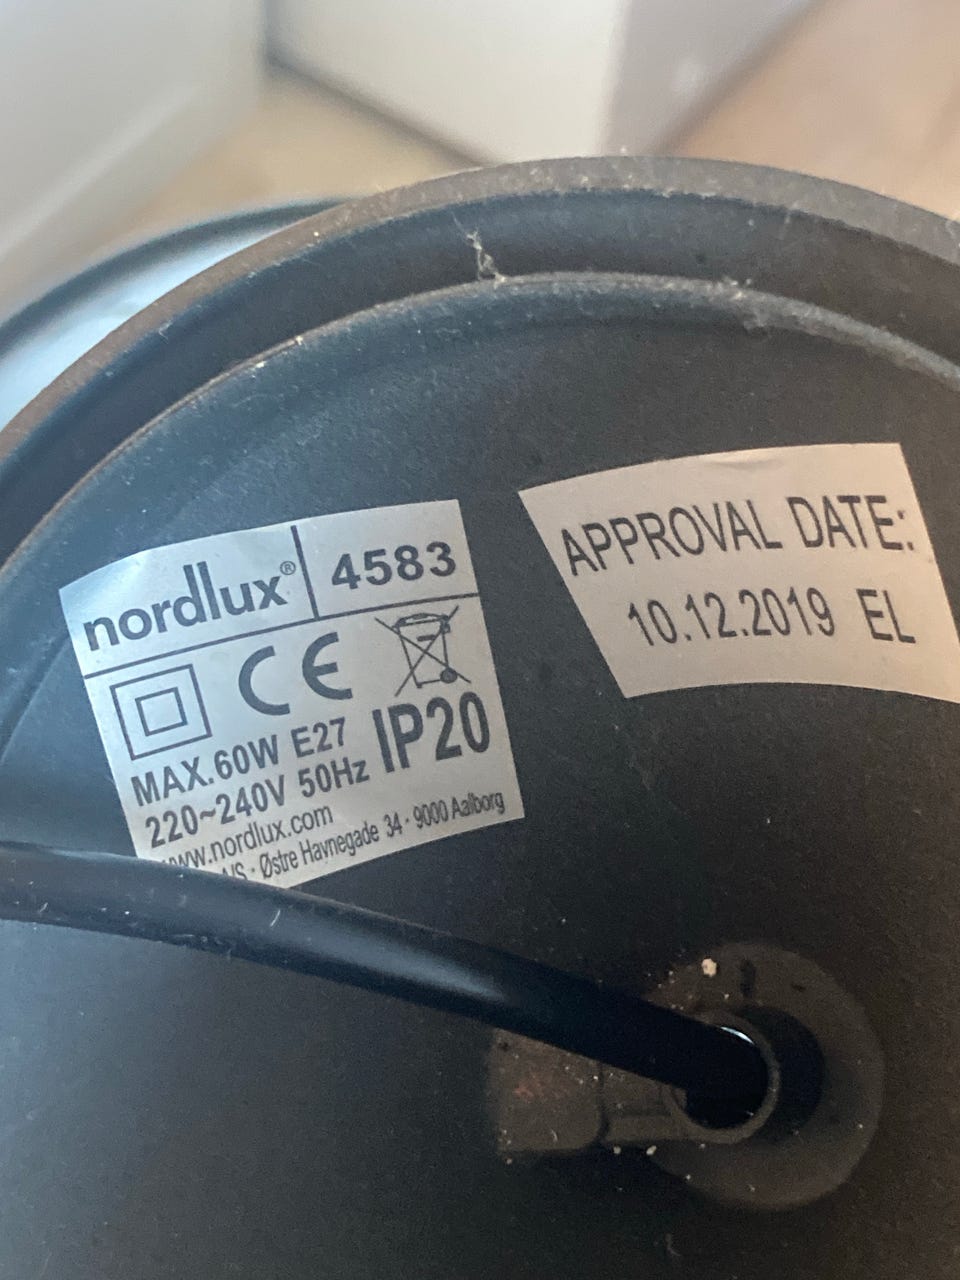 nordlux® 4583
CE
MAX.60W E27 IP20
220~240V 50Hz
www.nordlux.com
A/S · Østre Havnegade 34 · 9000 Aalborg
APPROVAL DATE:
10.12.2019 EL